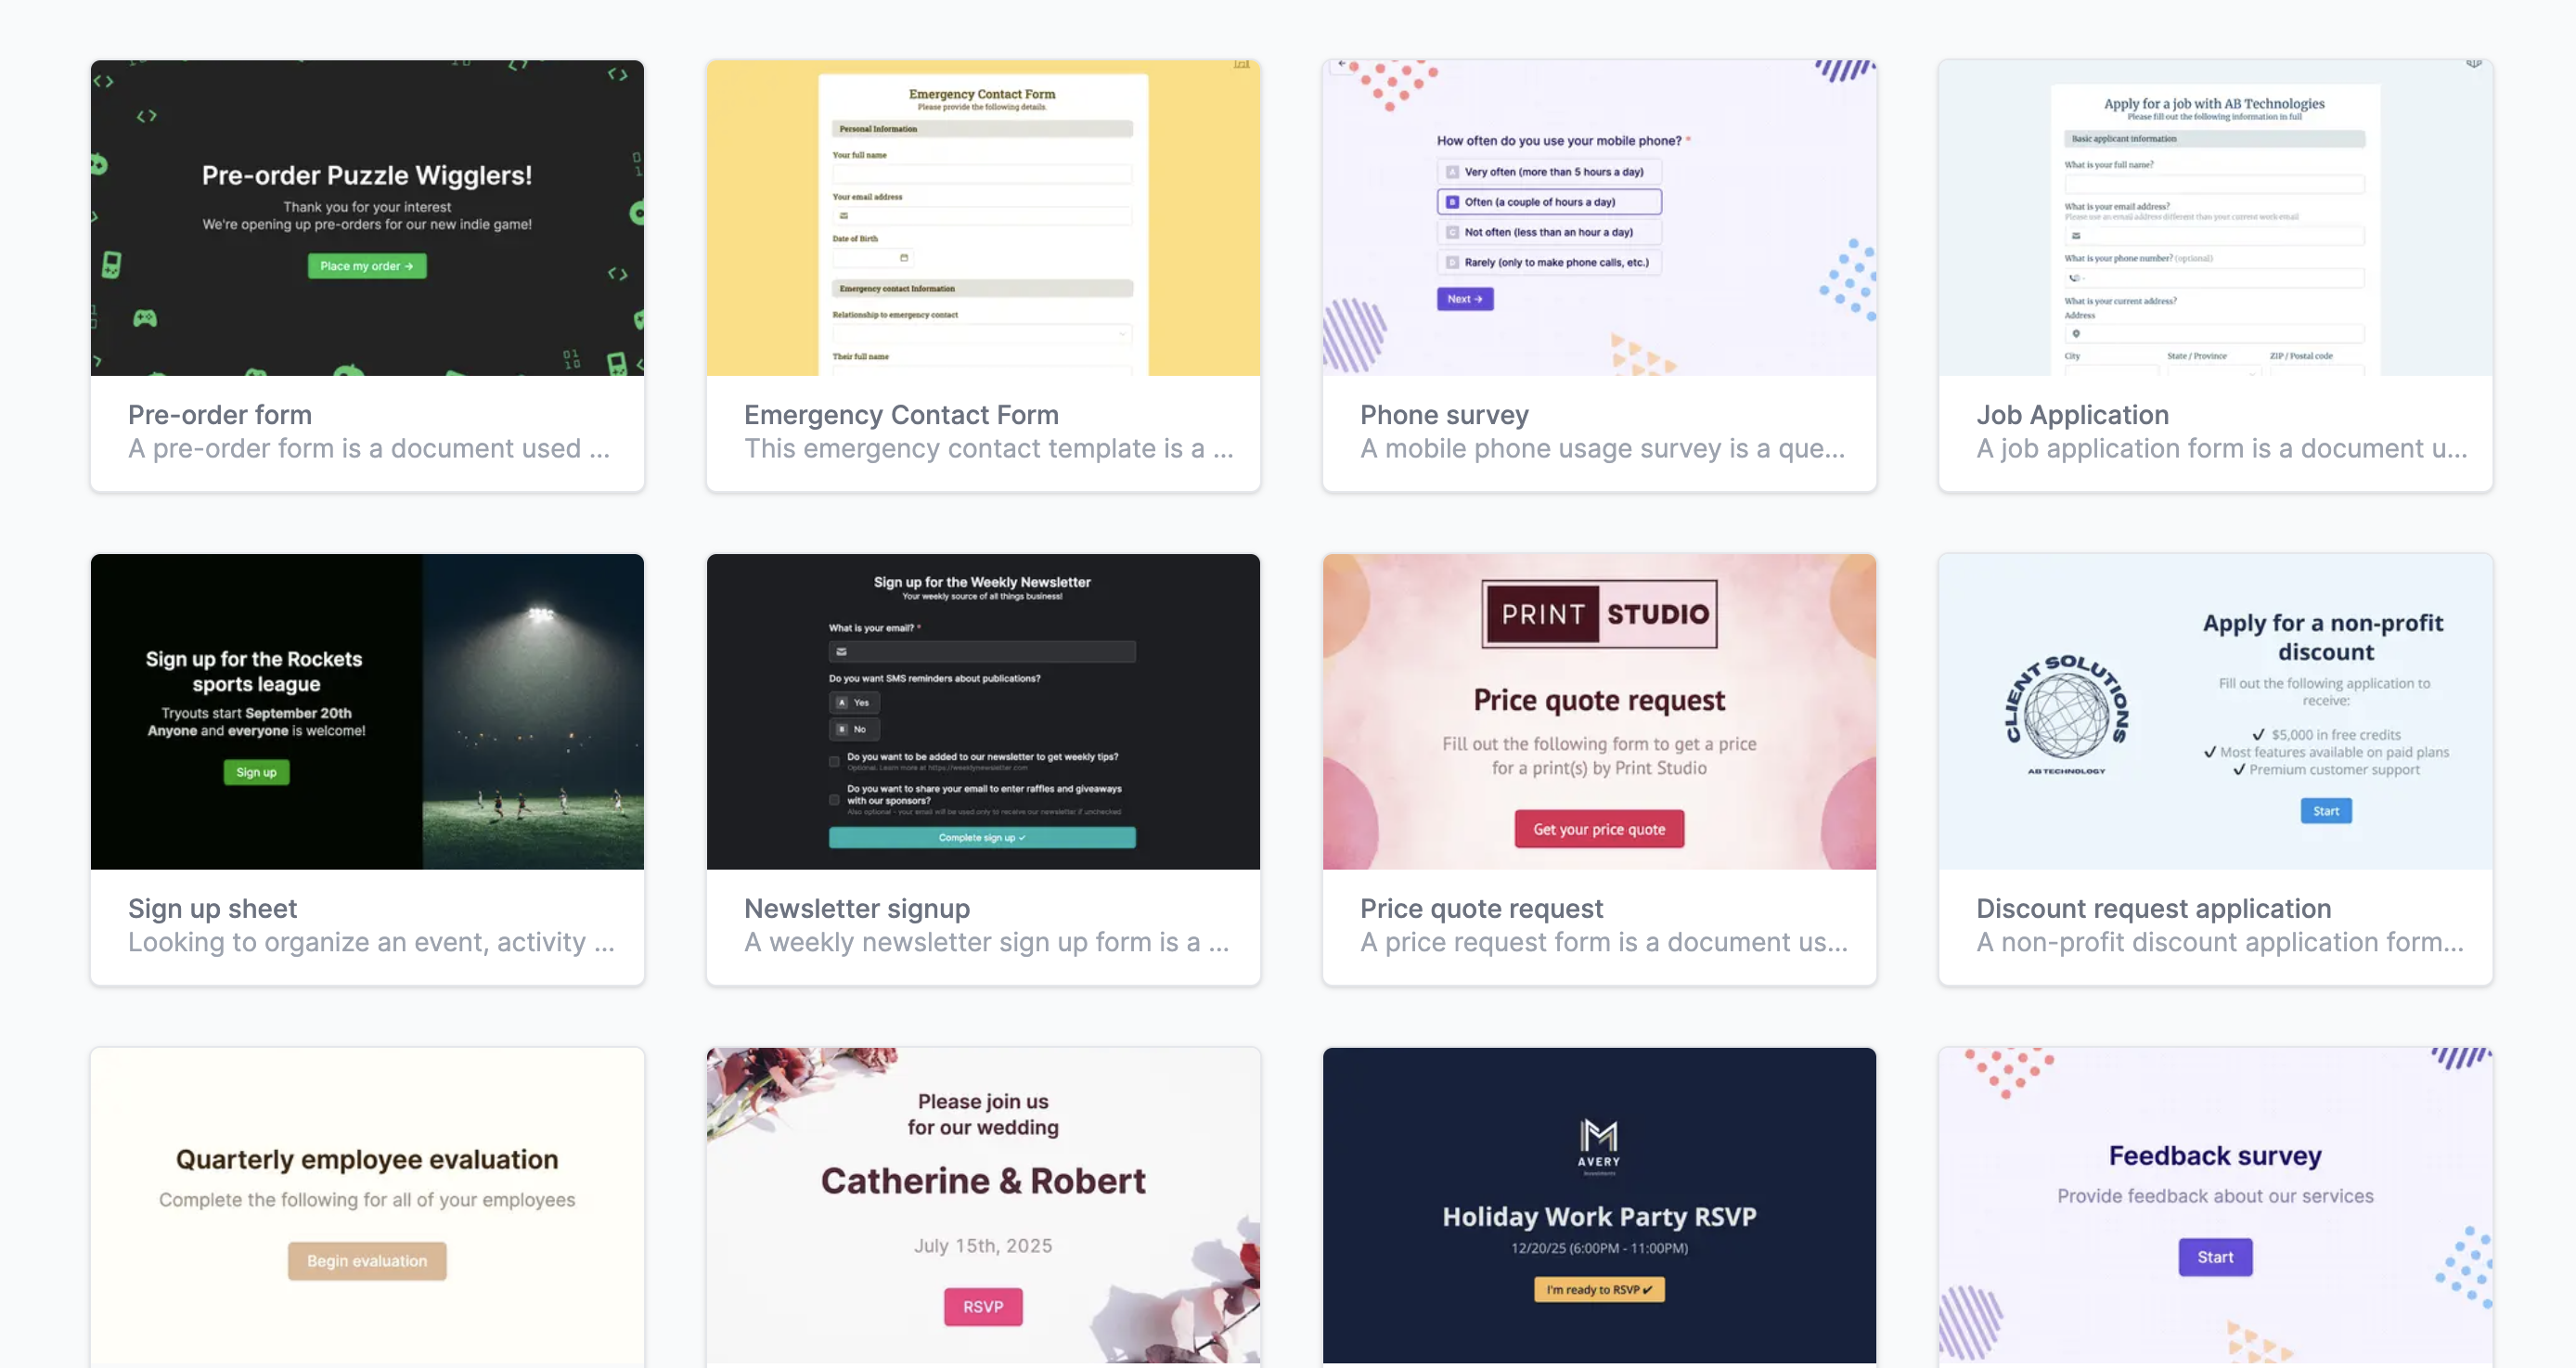 Pre-order Puzzle Wigglers!
Thank you for your interest
We're opening up pre-orders for our new indie game!
Place my order →
Pre-order form
A pre-order form is a document used ...
Emergency Contact Form
Please provide the following details.
Personal Information
Your full name
Your email address
Date of Birth
Emergency contact Information
Relationship to emergency contact
Their full name
Emergency Contact Form
This emergency contact template is a ...
How often do you use your mobile phone? *
A Very often (more than 5 hours a day)
B Often (a couple of hours a day)
C Not often (less than an hour a day)
D Rarely (only to make phone calls, etc.)
Next →
Phone survey
A mobile phone usage survey is a que...
Apply for a job with AB Technologies
Please fill out the following information in full
Basic applicant information
What is your full name?
What is your email address?
Please use an email address different than your current work email
What is your phone number? (optional)
What is your current address?
Address
City State / Province ZIP / Postal code
Job Application
A job application form is a document u...
Sign up for the Rockets
sports league
Tryouts start September 20th
Anyone and everyone is welcome!
Sign up
Sign up sheet
Looking to organize an event, activity ...
Sign up for the Weekly Newsletter
Your weekly source of all things business!
What is your email? *
Do you want SMS reminders about publications?
A Yes
B No
Do you want to be added to our newsletter to get weekly tips?
Optional. Learn more at https://weeklynewsletter.com
Do you want to share your email to enter raffles and giveaways
with our sponsors?
Also optional - your email will be used only to receive our newsletter if unchecked
Complete sign up ✓
Newsletter signup
A weekly newsletter sign up form is a ...
PRINT STUDIO
Price quote request
Fill out the following form to get a price
for a print(s) by Print Studio
Get your price quote
Price quote request
A price request form is a document us...
CLIENT SOLUTIONS
AB TECHNOLOGY
Apply for a non-profit
discount
Fill out the following application to
receive:
✓ $5,000 in free credits
✓ Most features available on paid plans
✓ Premium customer support
Start
Discount request application
A non-profit discount application form...
Quarterly employee evaluation
Complete the following for all of your employees
Begin evaluation
Please join us
for our wedding
Catherine & Robert
July 15th, 2025
RSVP
AVERY
Holiday Work Party RSVP
12/20/25 (6:00PM - 11:00PM)
I'm ready to RSVP ✓
Feedback survey
Provide feedback about our services
Start